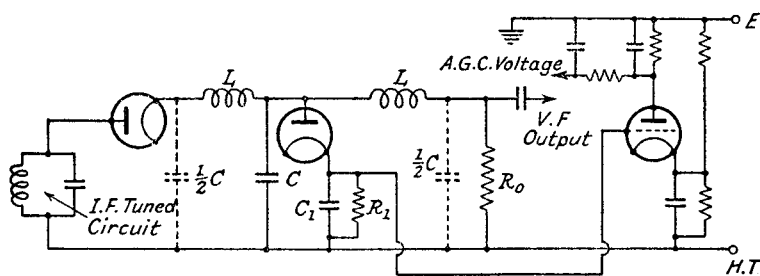 E
A.G.C. Voltage
L
L
V.F
Output
½C
C
C₁
R₁
½C
R₀
I.F. Tuned
Circuit
H.T.